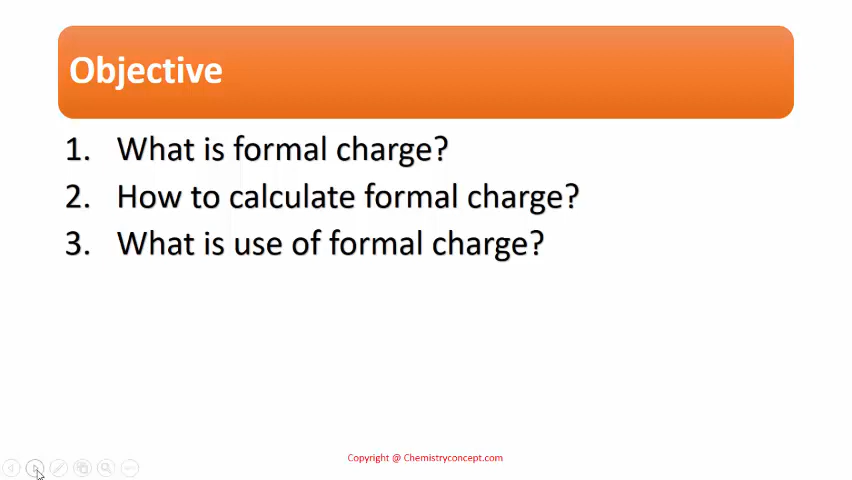 Objective
1. What is formal charge?
2. How to calculate formal charge?
3. What is use of formal charge?
Copyright @ Chemistryconcept.com